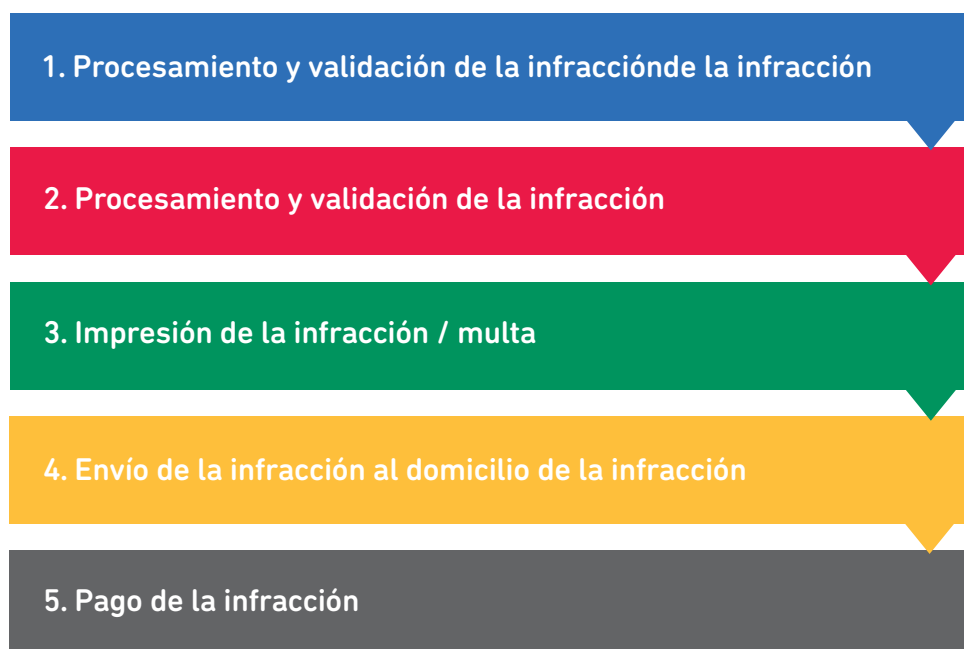 1. Procesamiento y validación de la infracciónde la infracción
2. Procesamiento y validación de la infracción
3. Impresión de la infracción / multa
4. Envío de la infracción al domicilio de la infracción
5. Pago de la infracción